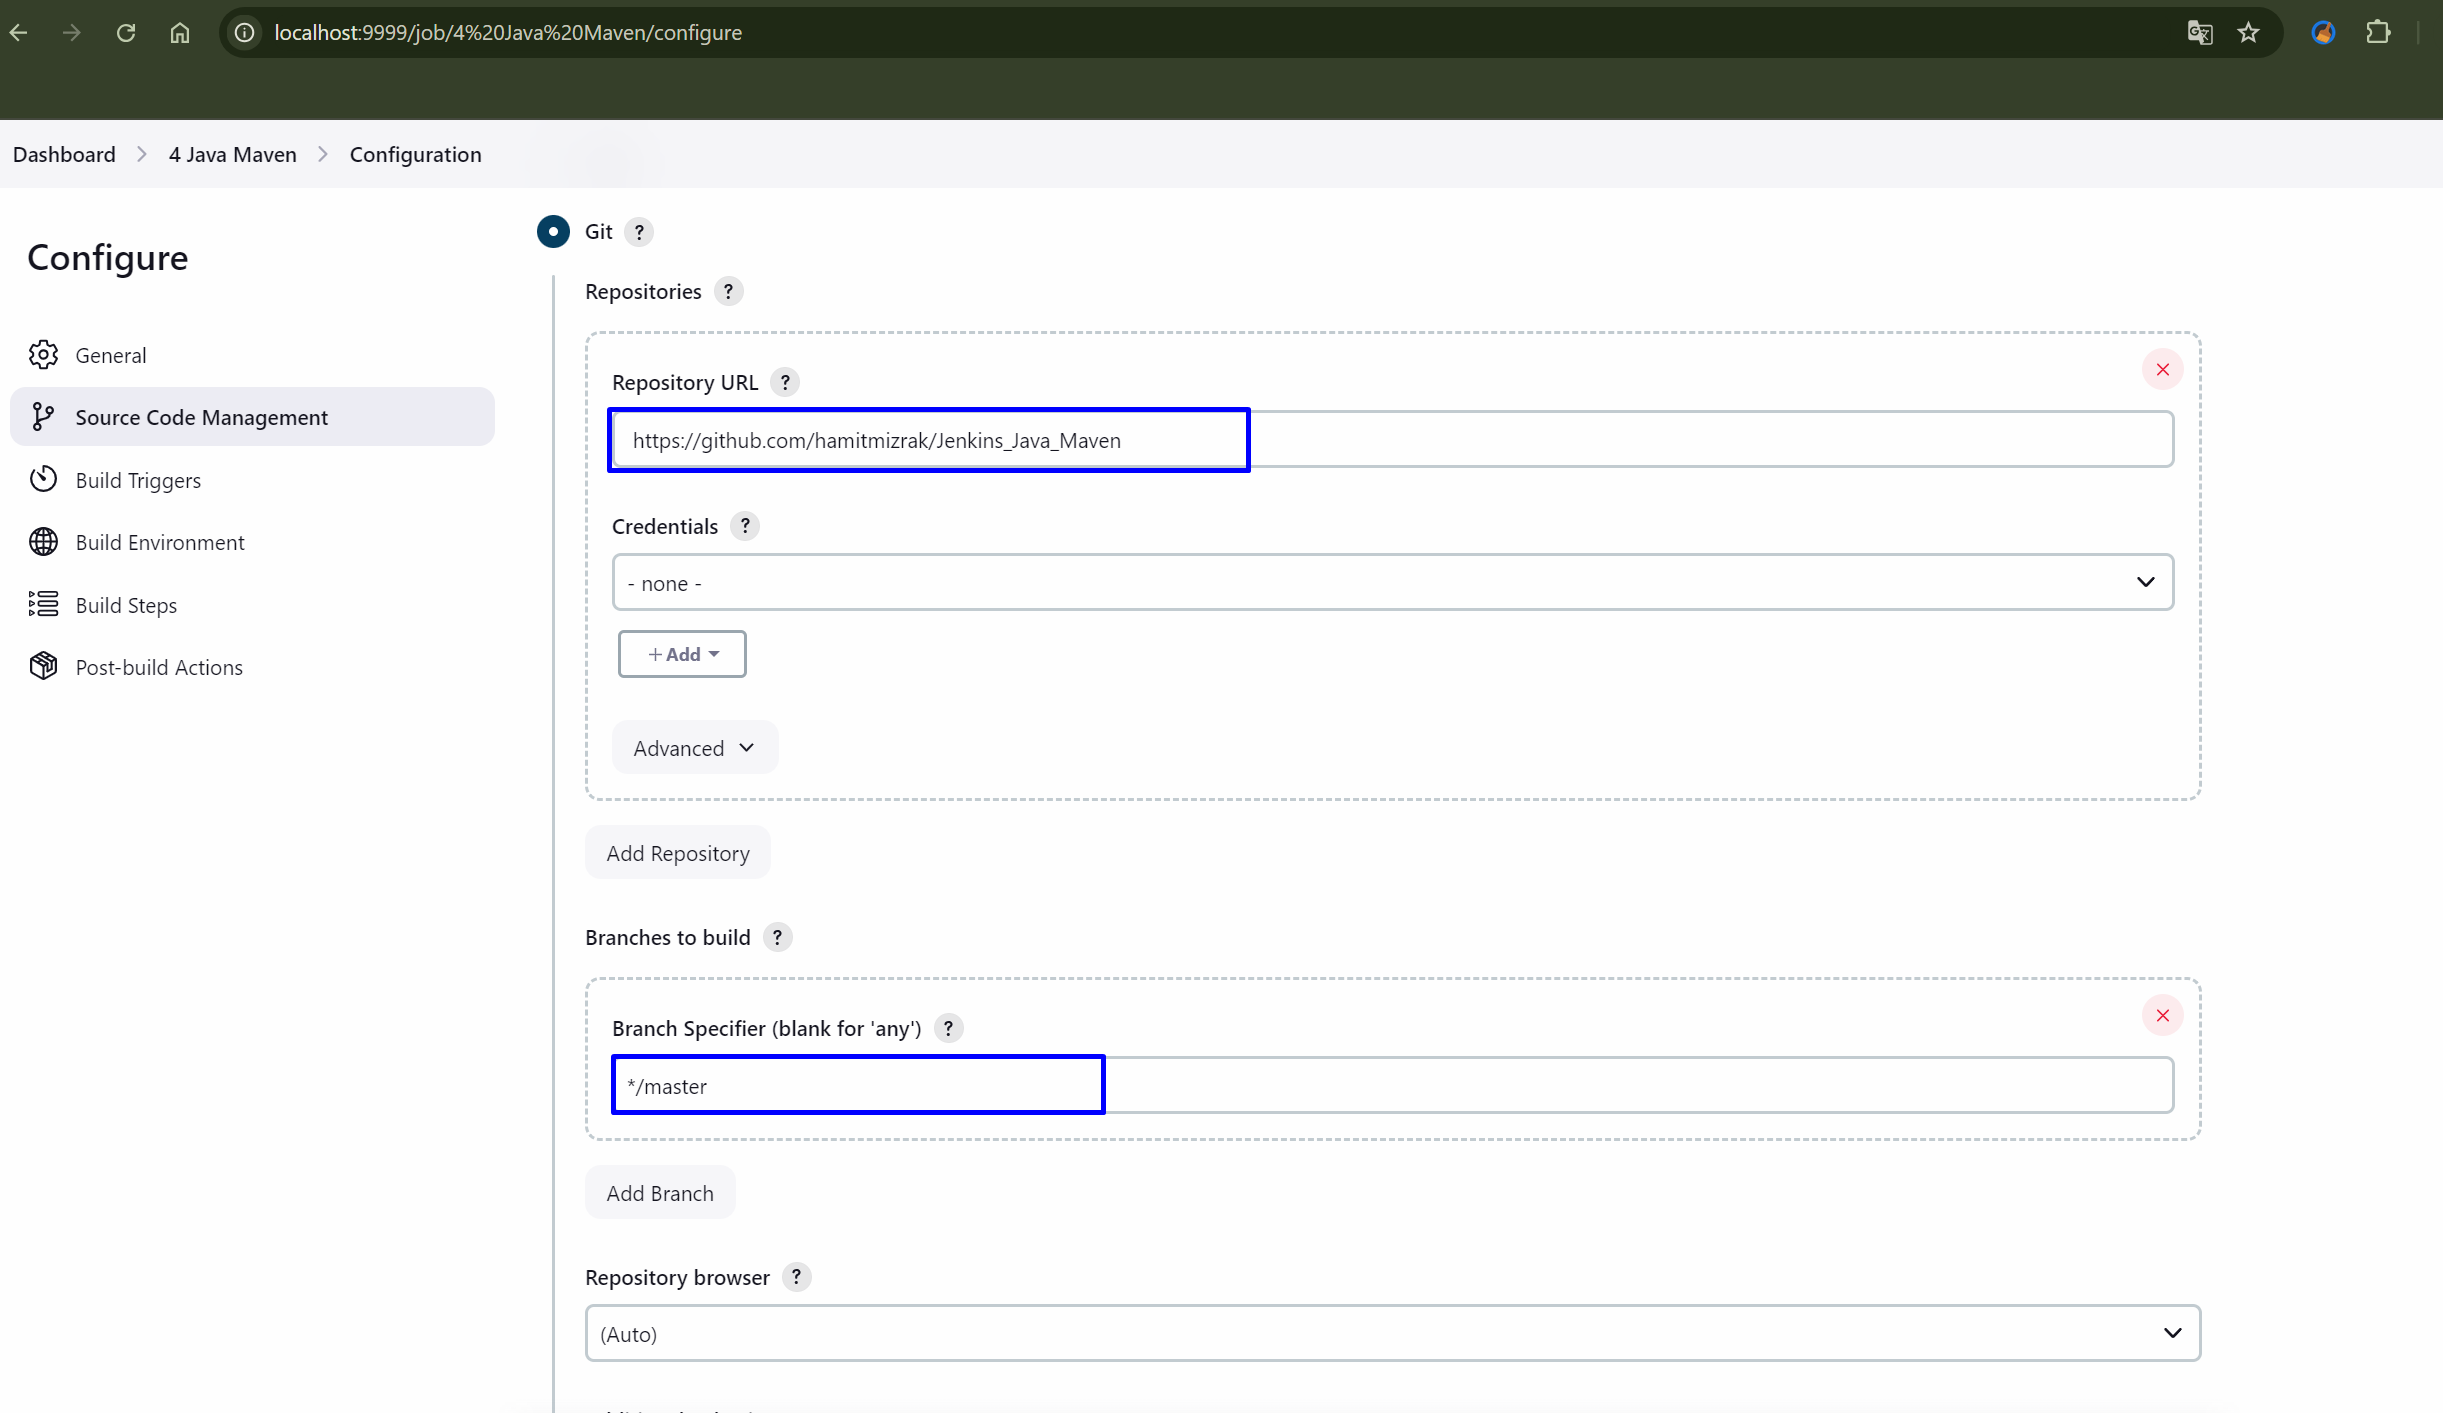 localhost:9999/job/4%20Java%20Maven/configure
Dashboard > 4 Java Maven > Configuration
Configure
General
Source Code Management
Build Triggers
Build Environment
Build Steps
Post-build Actions
Git ?
Repositories ?
Repository URL ?
https://github.com/hamitmizrak/Jenkins_Java_Maven
Credentials ?
- none -
+ Add
Advanced
Add Repository
Branches to build ?
Branch Specifier (blank for 'any') ?
*/master
Add Branch
Repository browser ?
(Auto)